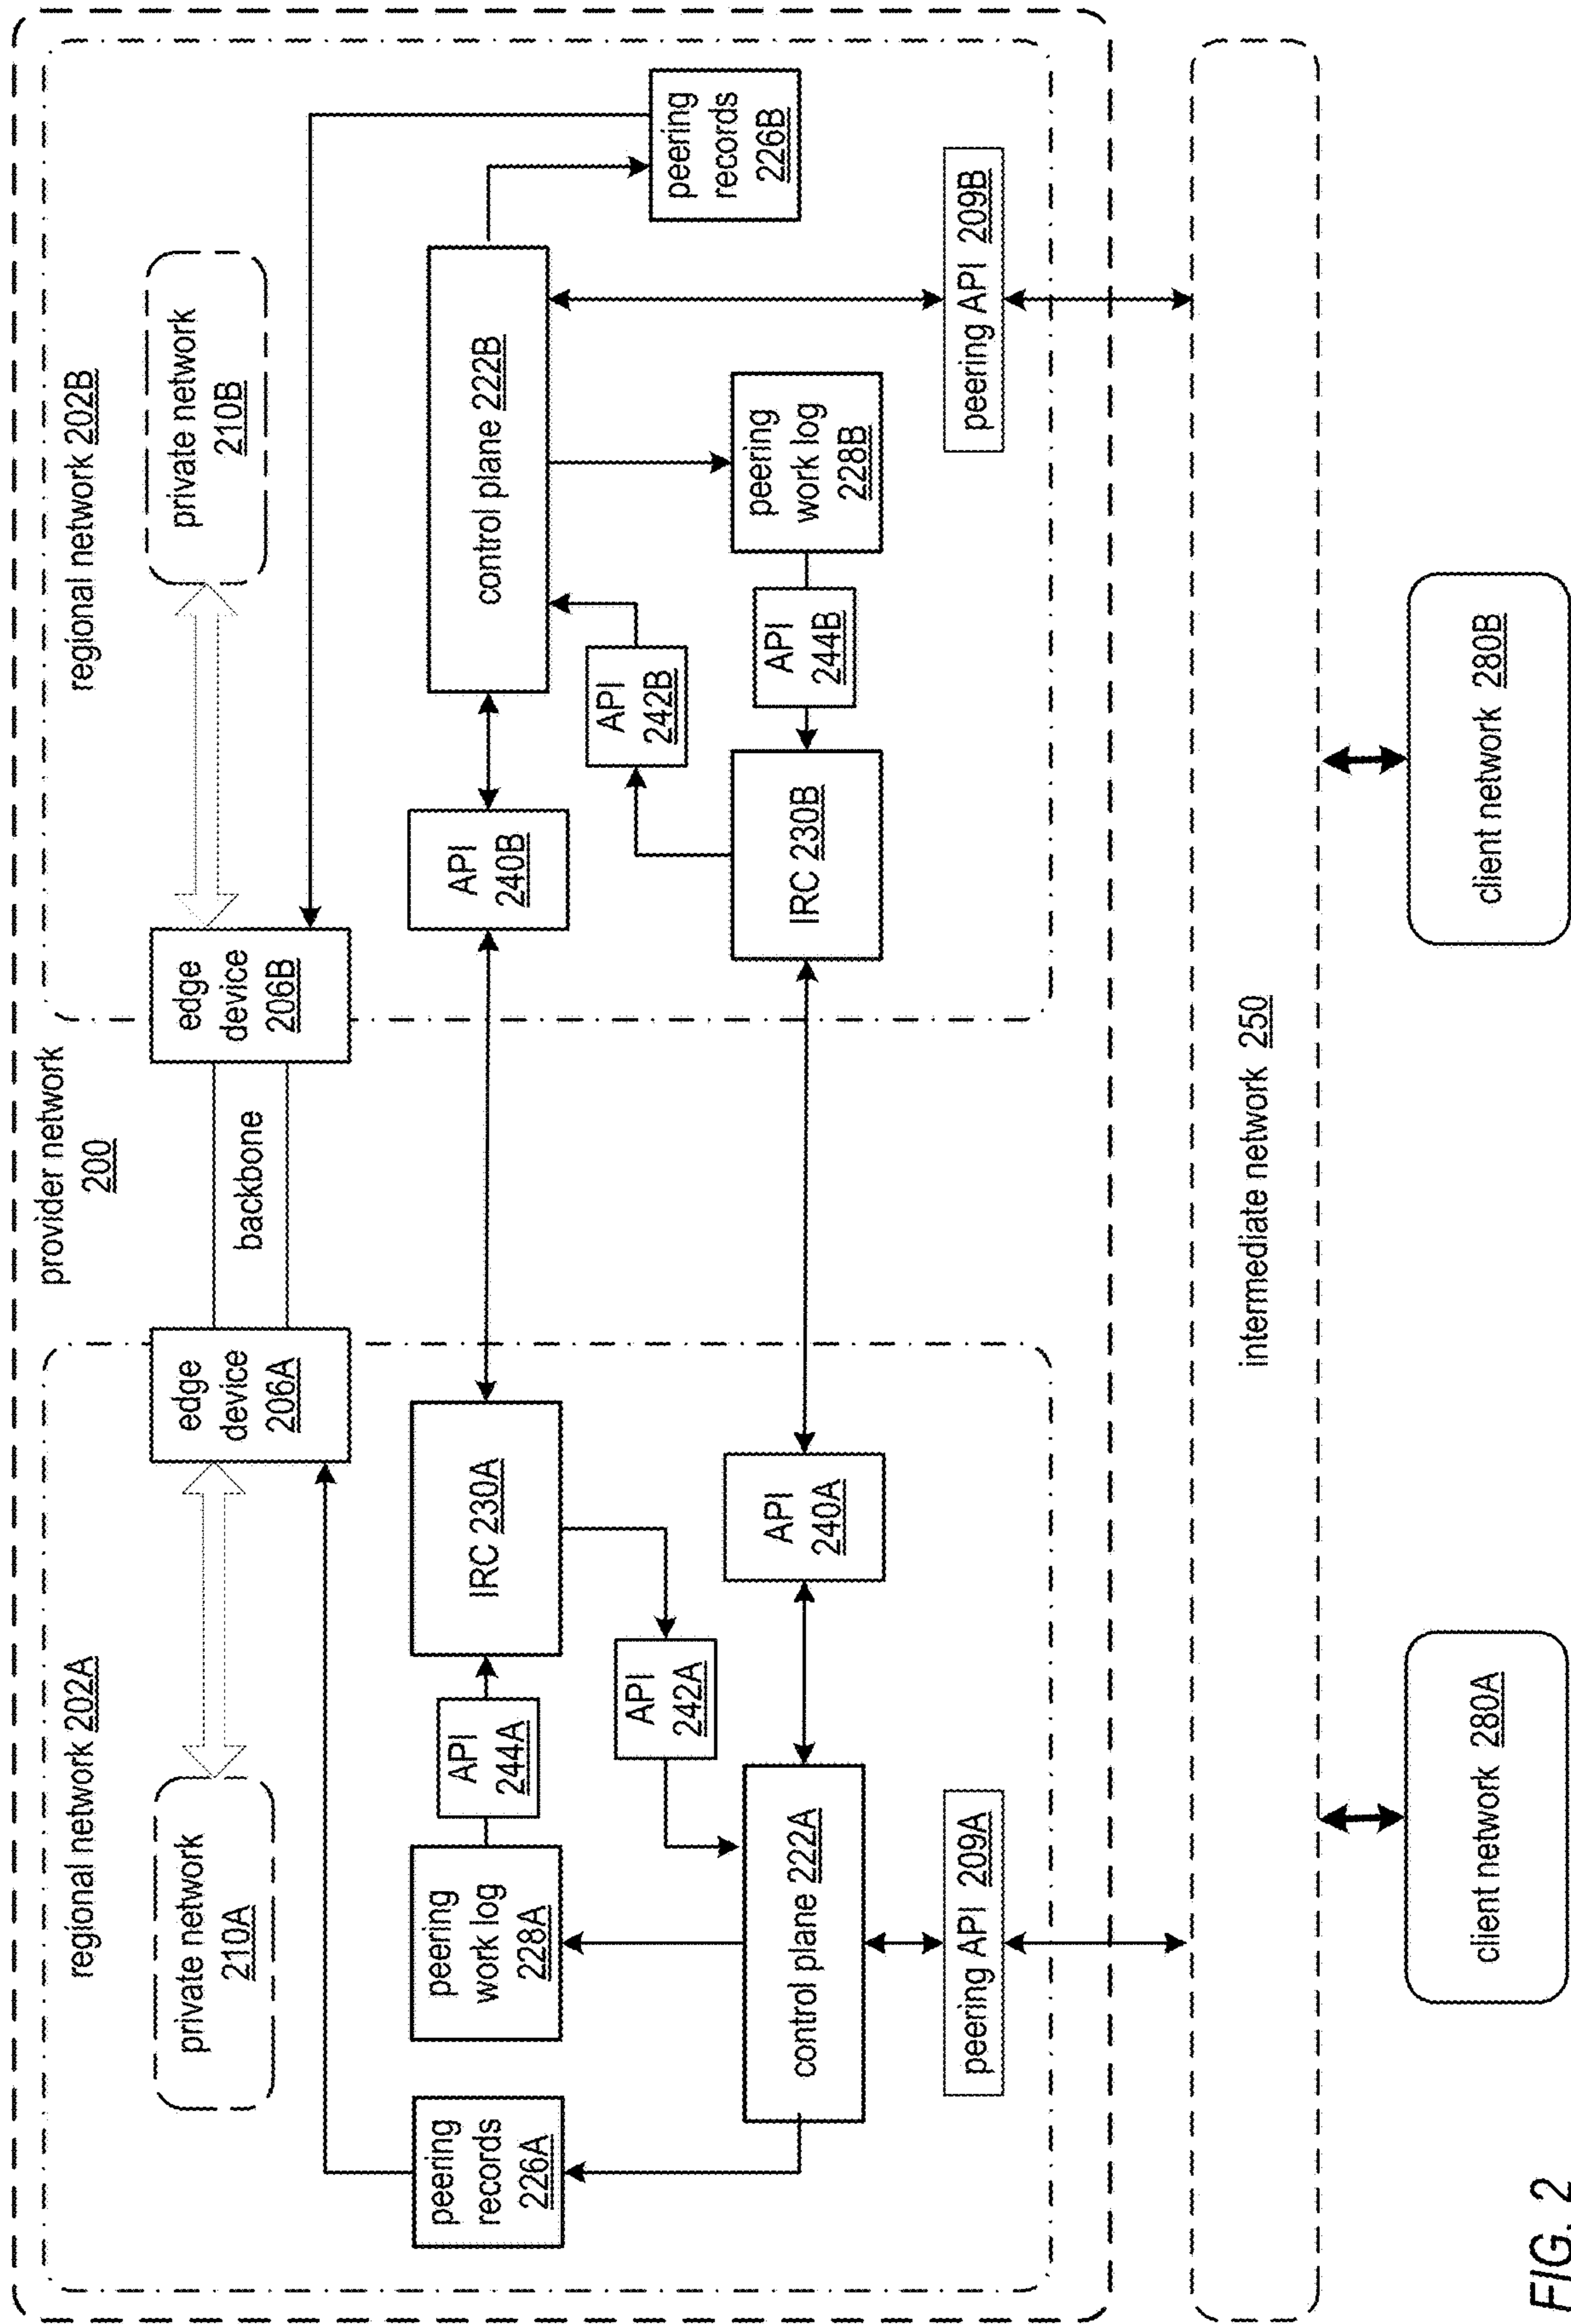 provider network
200
regional network 202A
regional network 202B
private network
210A
edge
device
206A
backbone
edge
device
206B
private network
210B
peering
records
226A
peering
work log
228A
API
244A
IRC 230A
API
242A
control plane 222A
API
240A
peering API 209A
API
240B
control plane 222B
peering
records
226B
API
242B
IRC 230B
API
244B
peering
work log
228B
peering API 209B
intermediate network 250
client network 280A
client network 280B
FIG. 2